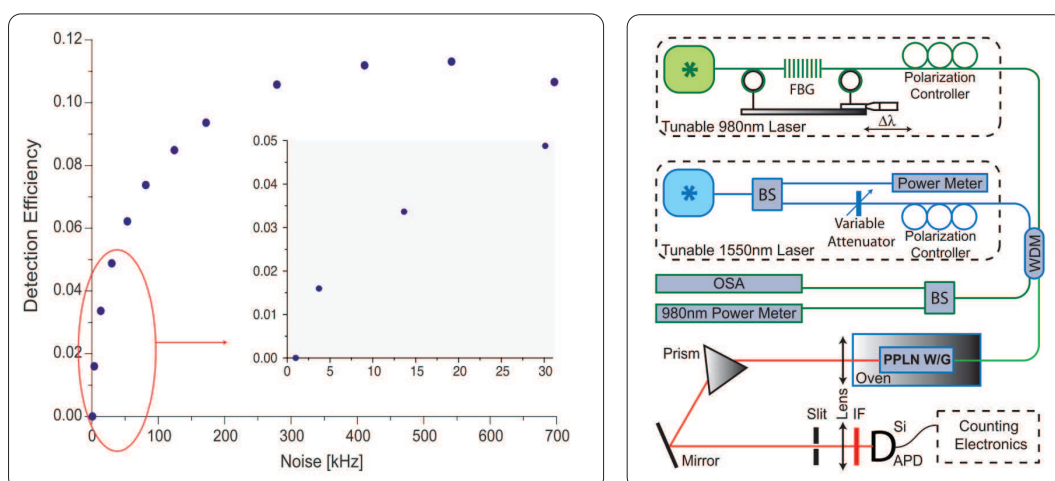 0.12
0.10
0.08
0.06
0.04
0.02
0.00
Detection Efficiency
0 100 200 300 400 500 600 700
Noise [kHz]
0.05
0.04
0.03
0.02
0.01
0.00
0 5 10 15 20 25 30
*
FBG
Polarization
Controller
Δλ
Tunable 980nm Laser
*
BS
Power Meter
Variable
Attenuator
Polarization
Controller
Tunable 1550nm Laser
WDM
OSA
BS
980nm Power Meter
Prism
PPLN W/G
Oven
Lens
Slit
IF
Si
APD
Counting
Electronics
Mirror